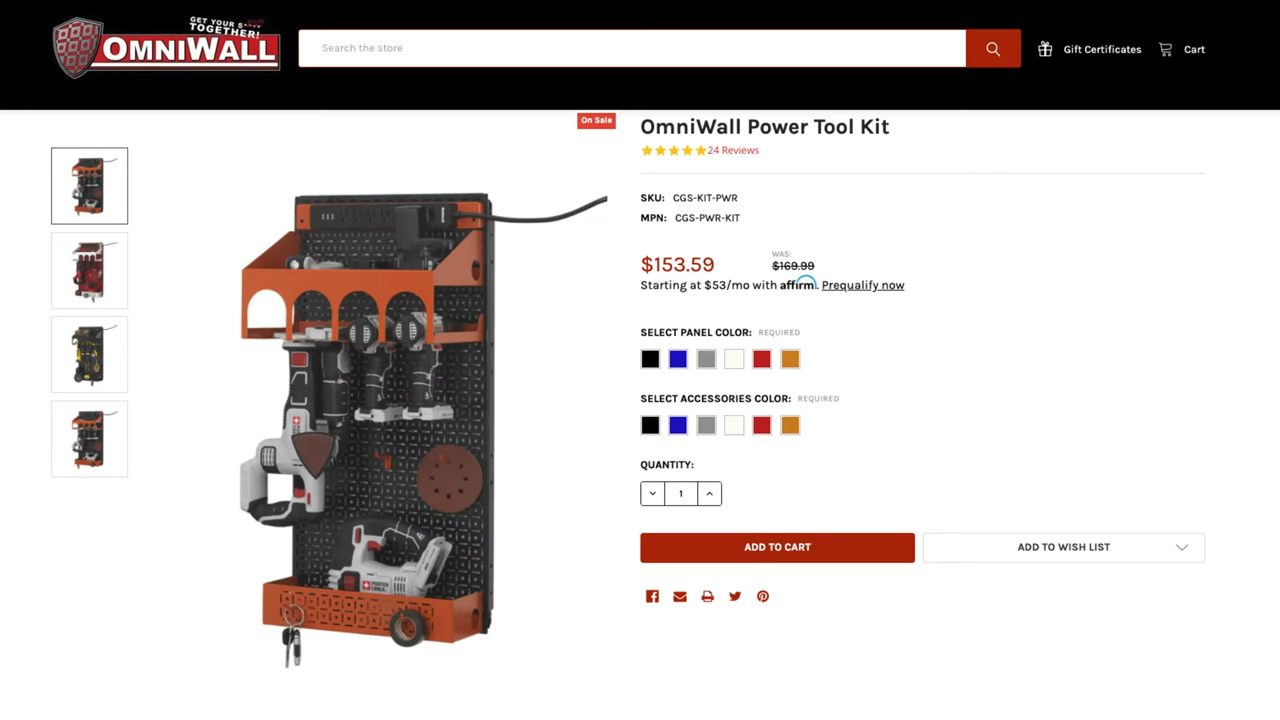 GET YOUR S
TOGETHER!
OMNIWALL
Search the store
Gift Certificates
Cart
On Sale
OmniWall Power Tool Kit
24 Reviews
SKU: CGS-KIT-PWR
MPN: CGS-PWR-KIT
WAS:
$153.59 $169.99
Starting at $53/mo with affirm. Prequalify now
SELECT PANEL COLOR: REQUIRED
SELECT ACCESSORIES COLOR: REQUIRED
QUANTITY:
1
ADD TO CART
ADD TO WISH LIST
PORTER
CABLE